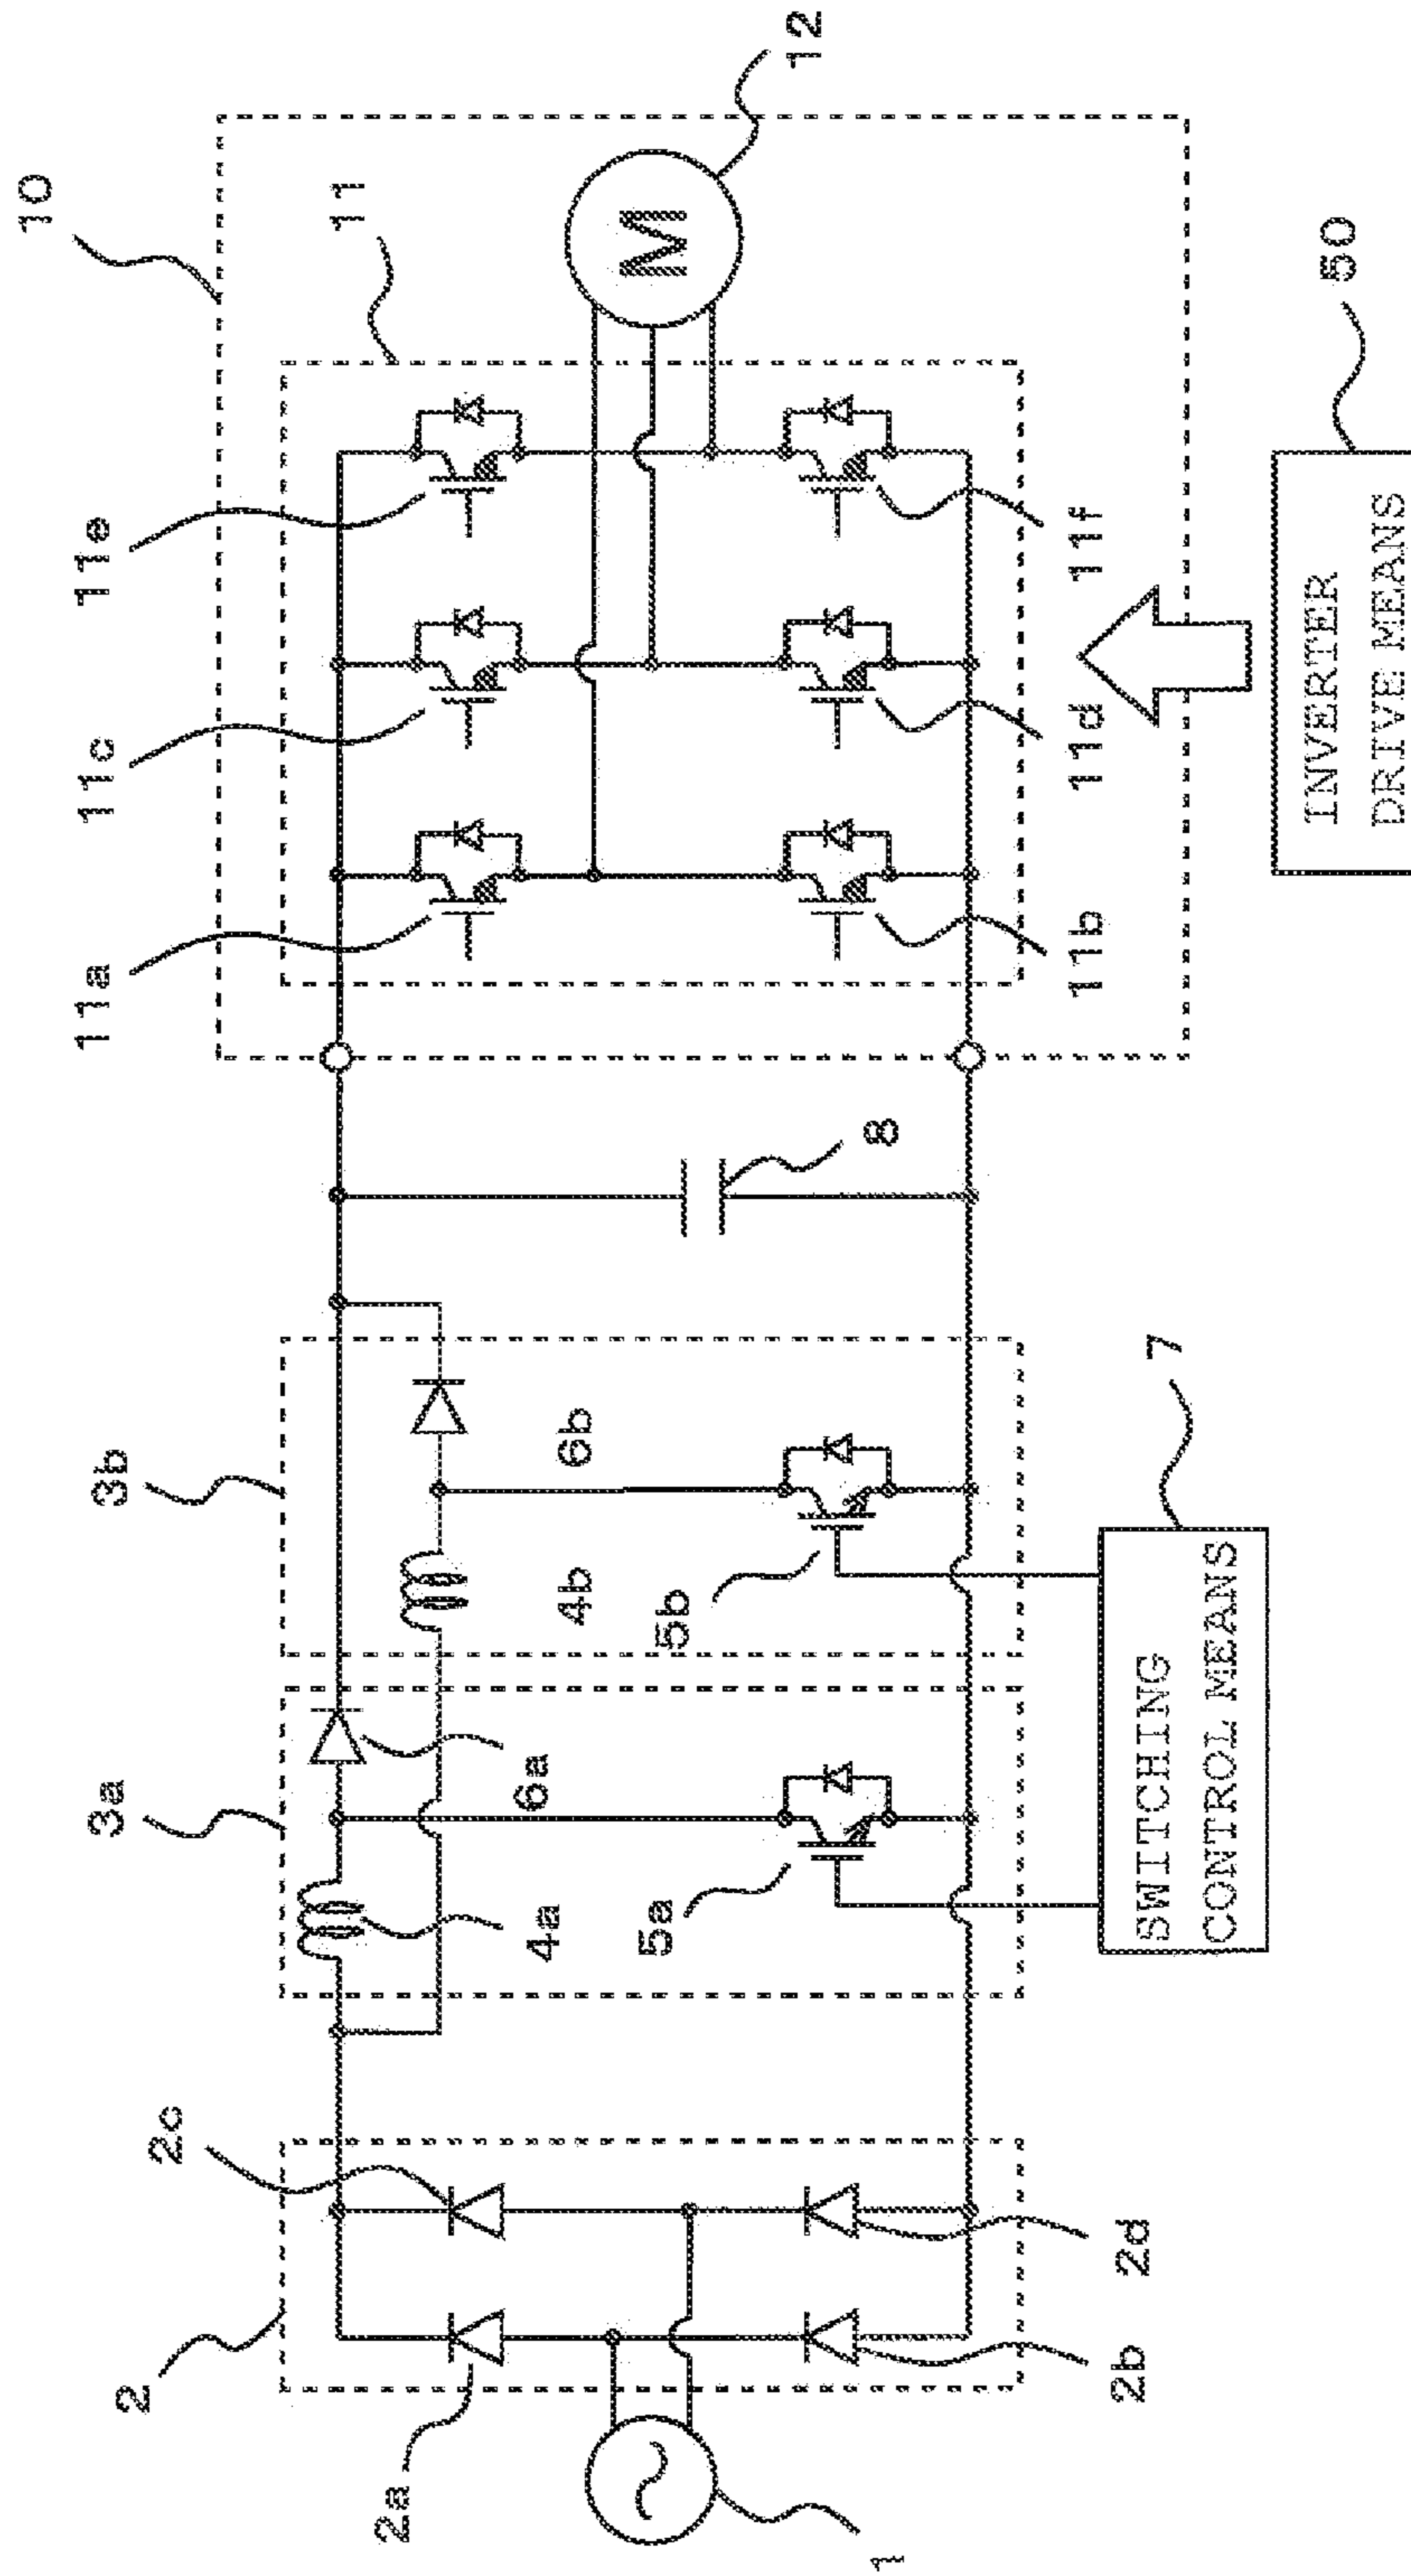 10
11
12
11a
11c
11e
M
11b
11d
11f
50
INVERTER
DRIVE MEANS
8
3a
3b
4a
6a
4b
6b
5a
5b
7
SWITCHING
CONTROL MEANS
2
2a
2c
2b
2d
1